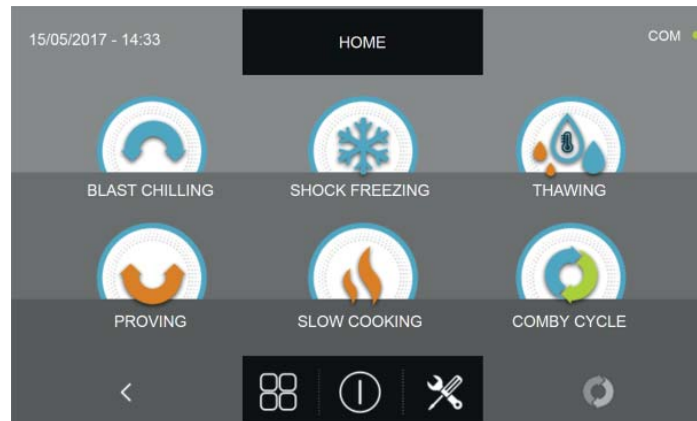 15/05/2017 - 14:33
HOME
COM
BLAST CHILLING
SHOCK FREEZING
THAWING
PROVING
SLOW COOKING
COMBY CYCLE